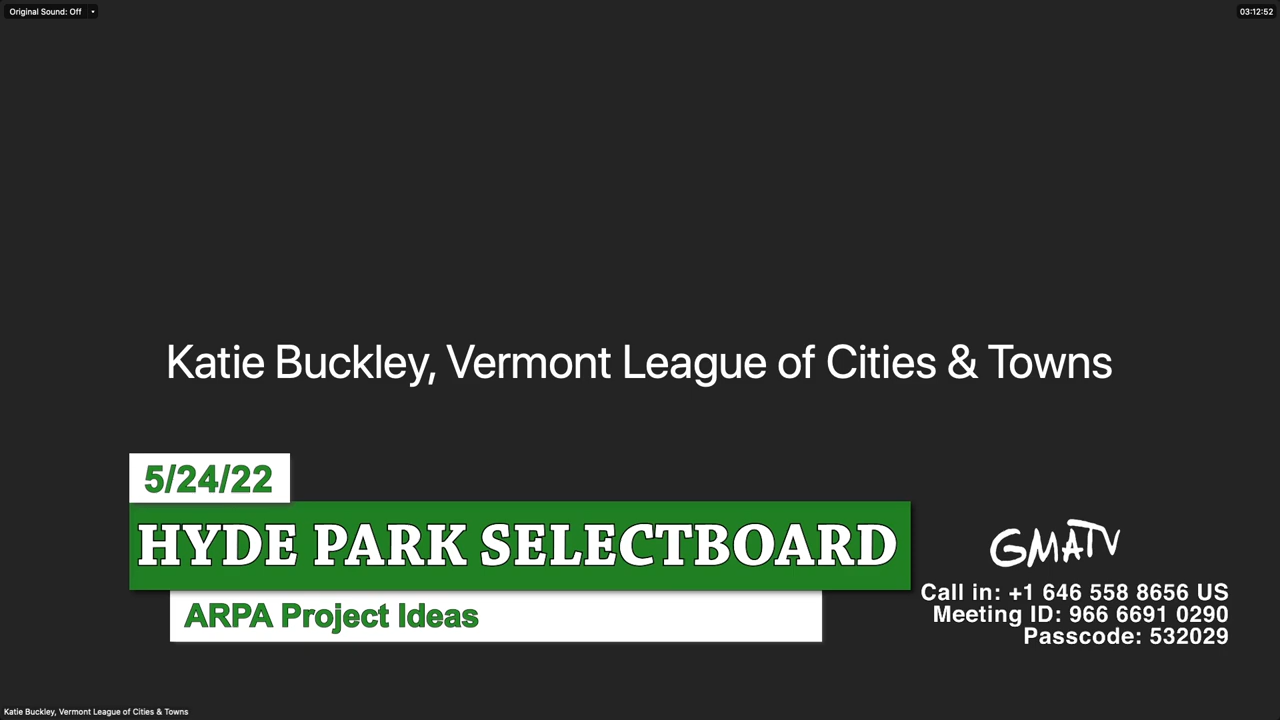 Original Sound: Off
03:12:52
Katie Buckley, Vermont League of Cities & Towns
5/24/22
HYDE PARK SELECTBOARD
ARPA Project Ideas
GMATV
Call in: +1 646 558 8656 US
Meeting ID: 966 6691 0290
Passcode: 532029
Katie Buckley, Vermont League of Cities & Towns